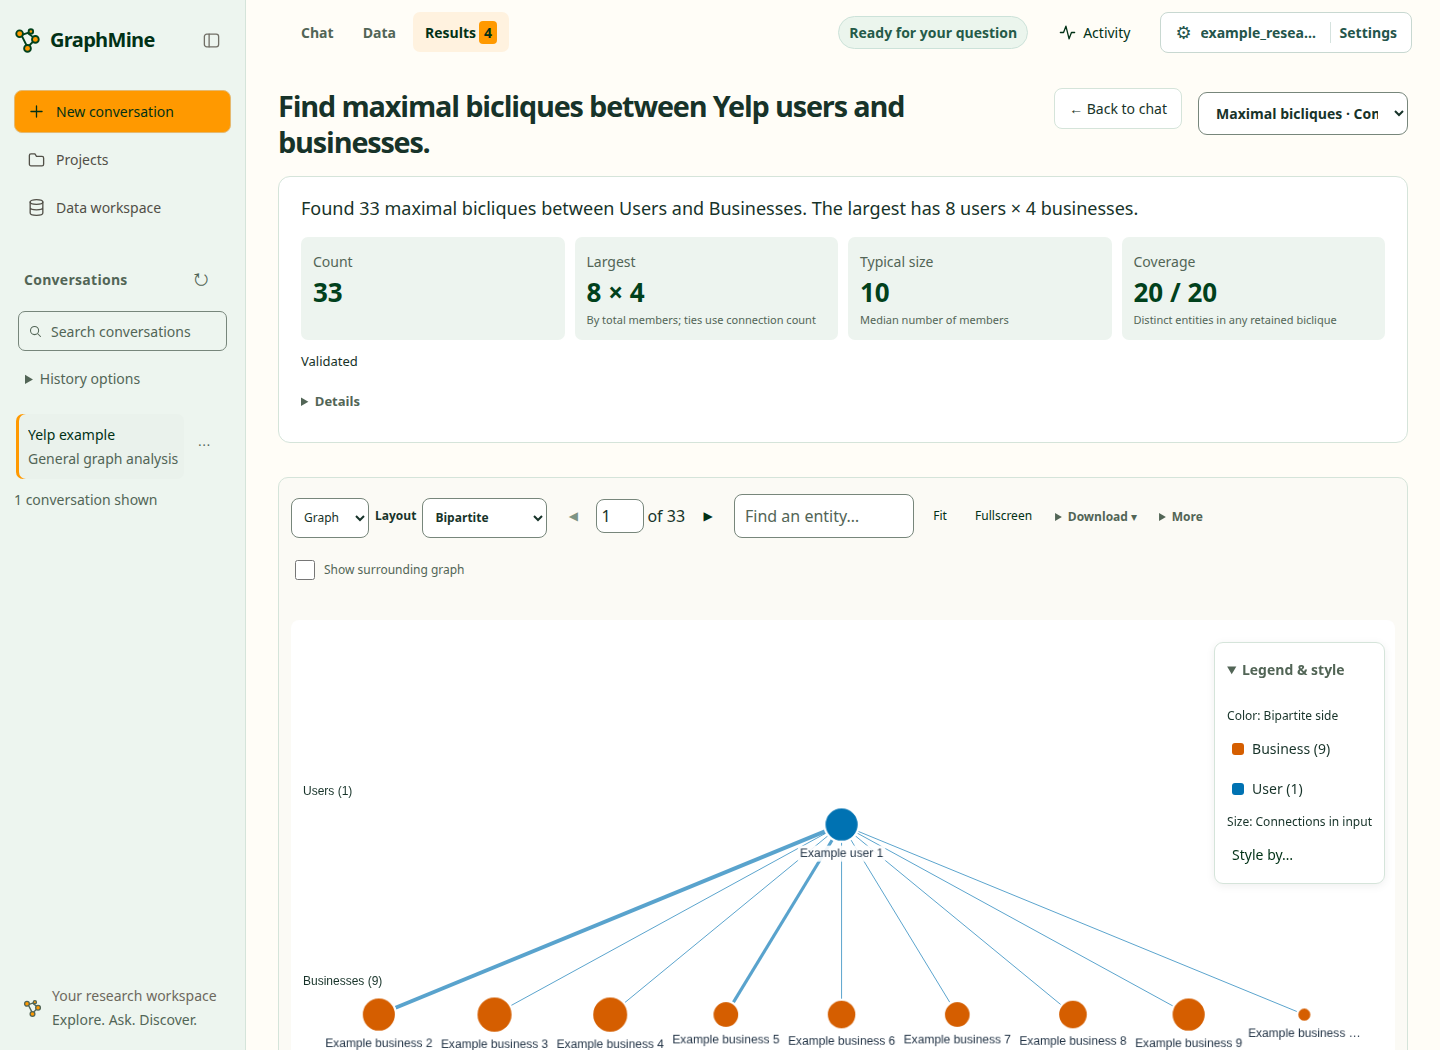 GraphMine
New conversation
Projects
Data workspace
Conversations
Search conversations
History options
Yelp example
General graph analysis
...
1 conversation shown
Your research workspace
Explore. Ask. Discover.
Chat
Data
Results 4
Ready for your question
Activity
example_resea...
Settings
Find maximal bicliques between Yelp users and
businesses.
← Back to chat
Maximal bicliques · Con
Found 33 maximal bicliques between Users and Businesses. The largest has 8 users × 4 businesses.
Count
33
Largest
8 × 4
By total members; ties use connection count
Typical size
10
Median number of members
Coverage
20 / 20
Distinct entities in any retained biclique
Validated
Details
Graph
Layout
Bipartite
1 of 33
Find an entity...
Fit
Fullscreen
Download ▾
More
Show surrounding graph
Legend & style
Color: Bipartite side
Business (9)
User (1)
Size: Connections in input
Style by...
Users (1)
Example user 1
Businesses (9)
Example business 2
Example business 3
Example business 4
Example business 5
Example business 6
Example business 7
Example business 8
Example business 9
Example business ...